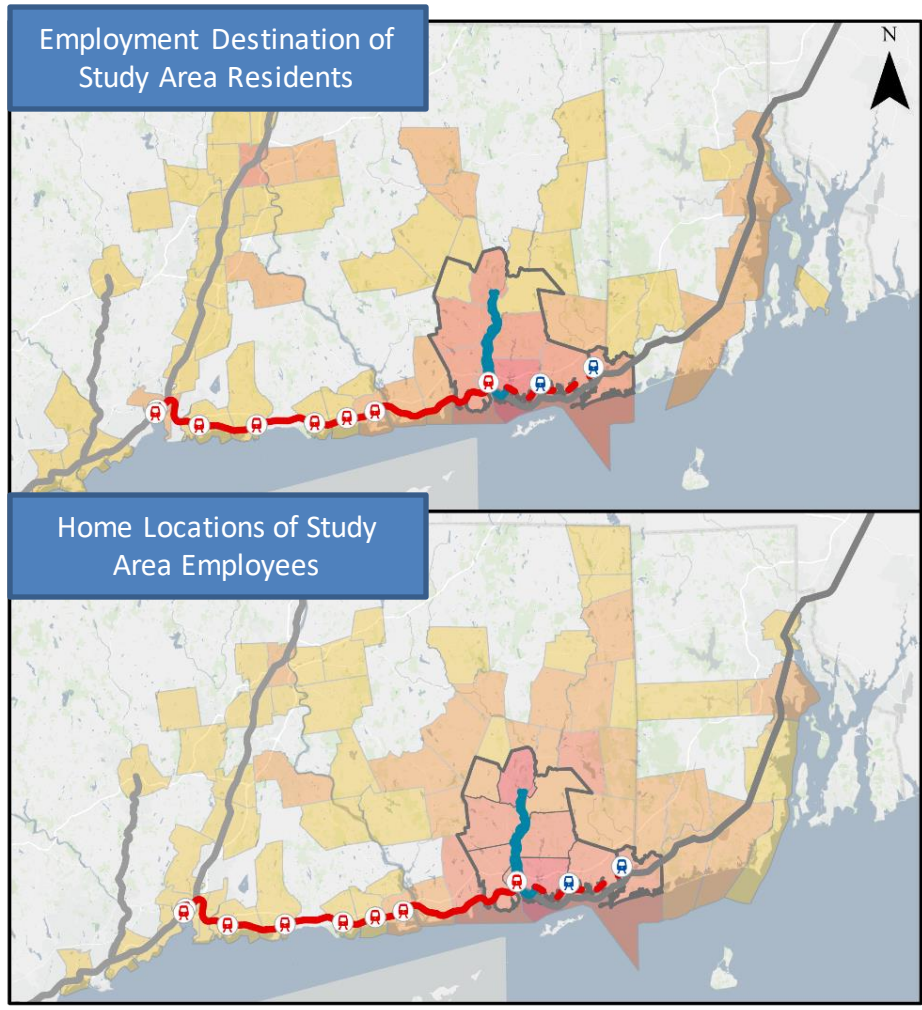 Employment Destination of
Study Area Residents
N
Home Locations of Study
Area Employees